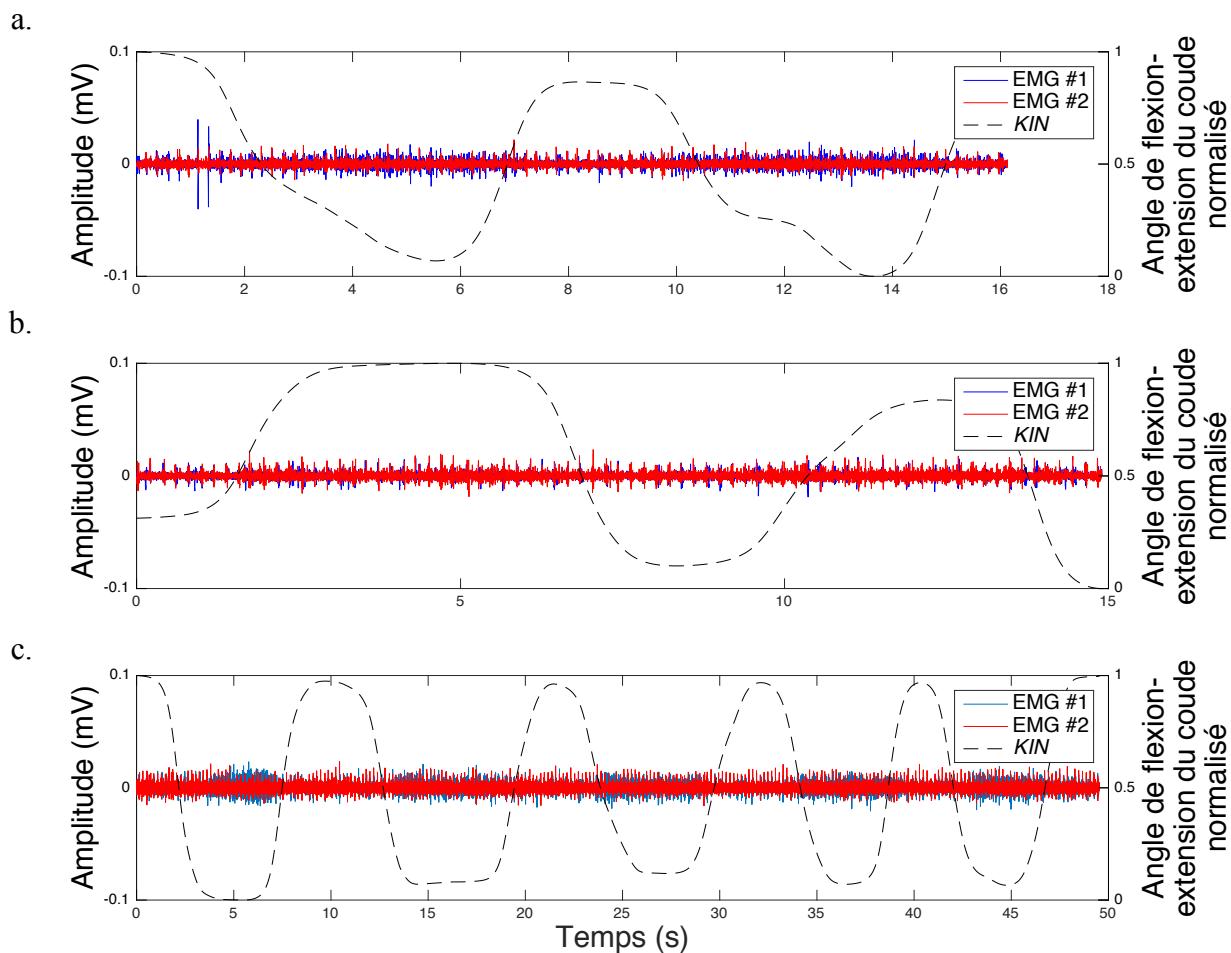 a.
Amplitude (mV)
0.1
0
-0.1
EMG #1
EMG #2
KIN
1
0.5
0
Angle de flexion-
extension du coude
normalisé
0 2 4 6 8 10 12 14 16 18
b.
Amplitude (mV)
0.1
0
-0.1
EMG #1
EMG #2
KIN
1
0.5
0
Angle de flexion-
extension du coude
normalisé
0 5 10 15
c.
Amplitude (mV)
0.1
0
-0.1
EMG #1
EMG #2
KIN
1
0.5
0
Angle de flexion-
extension du coude
normalisé
0 5 10 15 20 25 30 35 40 45 50
Temps (s)